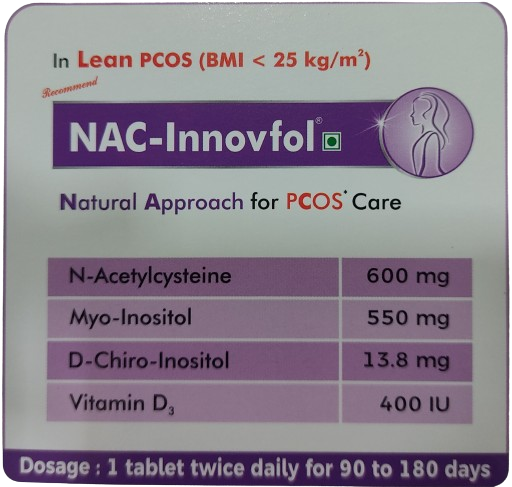 In Lean PCOS (BMI < 25 kg/m²)
Recommend
NAC-Innovfol®
Natural Approach for PCOS* Care
N-Acetylcysteine 600 mg
Myo-Inositol 550 mg
D-Chiro-Inositol 13.8 mg
Vitamin D₃ 400 IU
Dosage : 1 tablet twice daily for 90 to 180 days